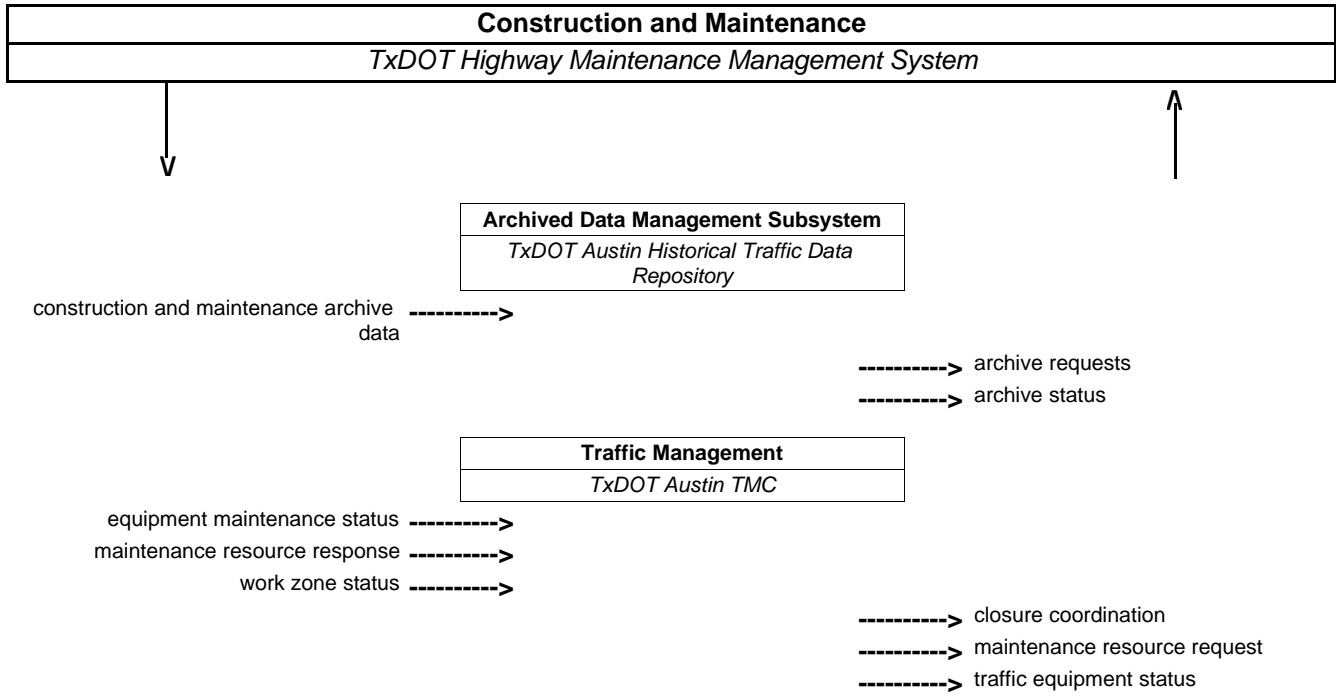 Construction and Maintenance
TxDOT Highway Maintenance Management System
Archived Data Management Subsystem
TxDOT Austin Historical Traffic Data
Repository
construction and maintenance archive
data
archive requests
archive status
Traffic Management
TxDOT Austin TMC
equipment maintenance status
maintenance resource response
work zone status
closure coordination
maintenance resource request
traffic equipment status